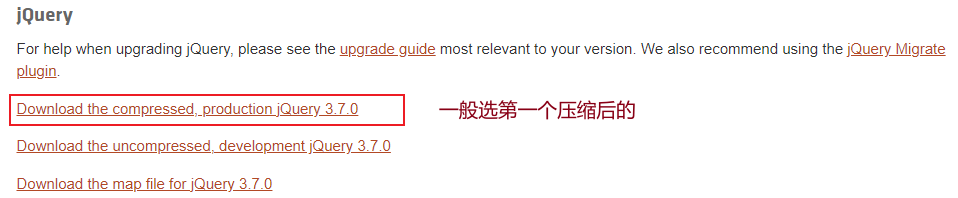 jQuery
For help when upgrading jQuery, please see the upgrade guide most relevant to your version. We also recommend using the jQuery Migrate
plugin.
Download the compressed, production jQuery 3.7.0
一般选第一个压缩后的
Download the uncompressed, development jQuery 3.7.0
Download the map file for jQuery 3.7.0